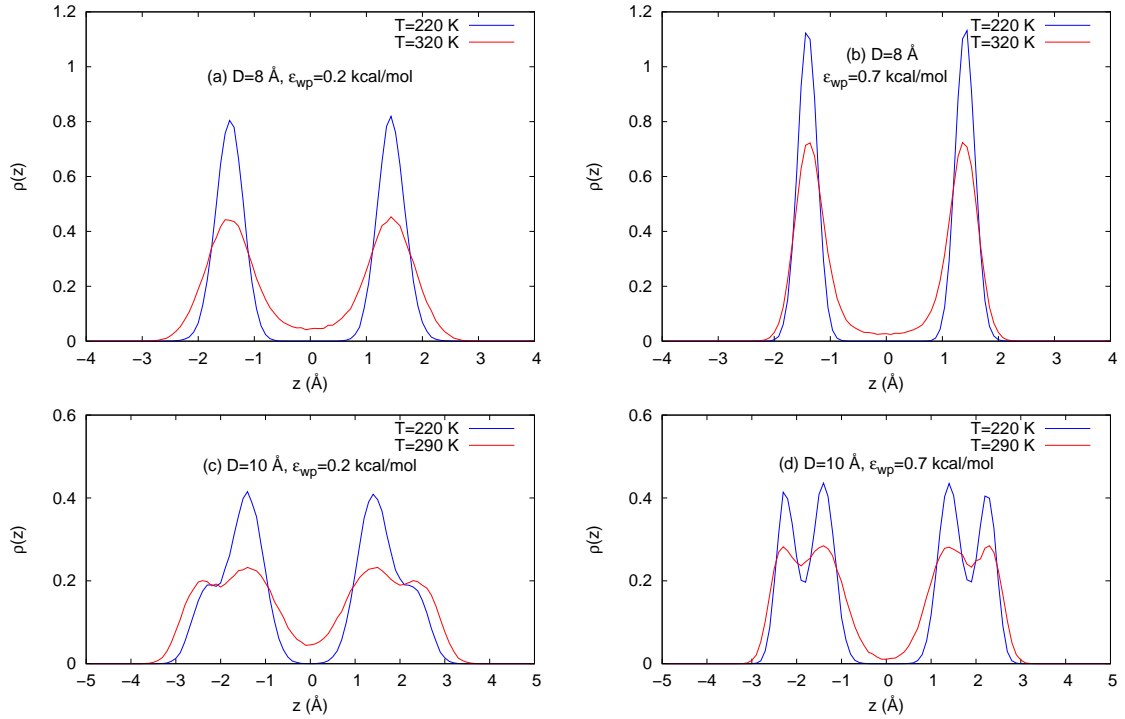 T=220 K
T=320 K
(a) D=8 Å, εwp=0.2 kcal/mol
ρ(z)
1.2
1
0.8
0.6
0.4
0.2
0
−4 −3 −2 −1 0 1 2 3 4
z (Å)
T=220 K
T=320 K
(b) D=8 Å
εwp=0.7 kcal/mol
ρ(z)
1.2
1
0.8
0.6
0.4
0.2
0
−4 −3 −2 −1 0 1 2 3 4
z (Å)
T=220 K
T=290 K
(c) D=10 Å, εwp=0.2 kcal/mol
ρ(z)
0.6
0.4
0.2
0
−5 −4 −3 −2 −1 0 1 2 3 4 5
z (Å)
T=220 K
T=290 K
(d) D=10 Å, εwp=0.7 kcal/mol
ρ(z)
0.6
0.4
0.2
0
−5 −4 −3 −2 −1 0 1 2 3 4 5
z (Å)